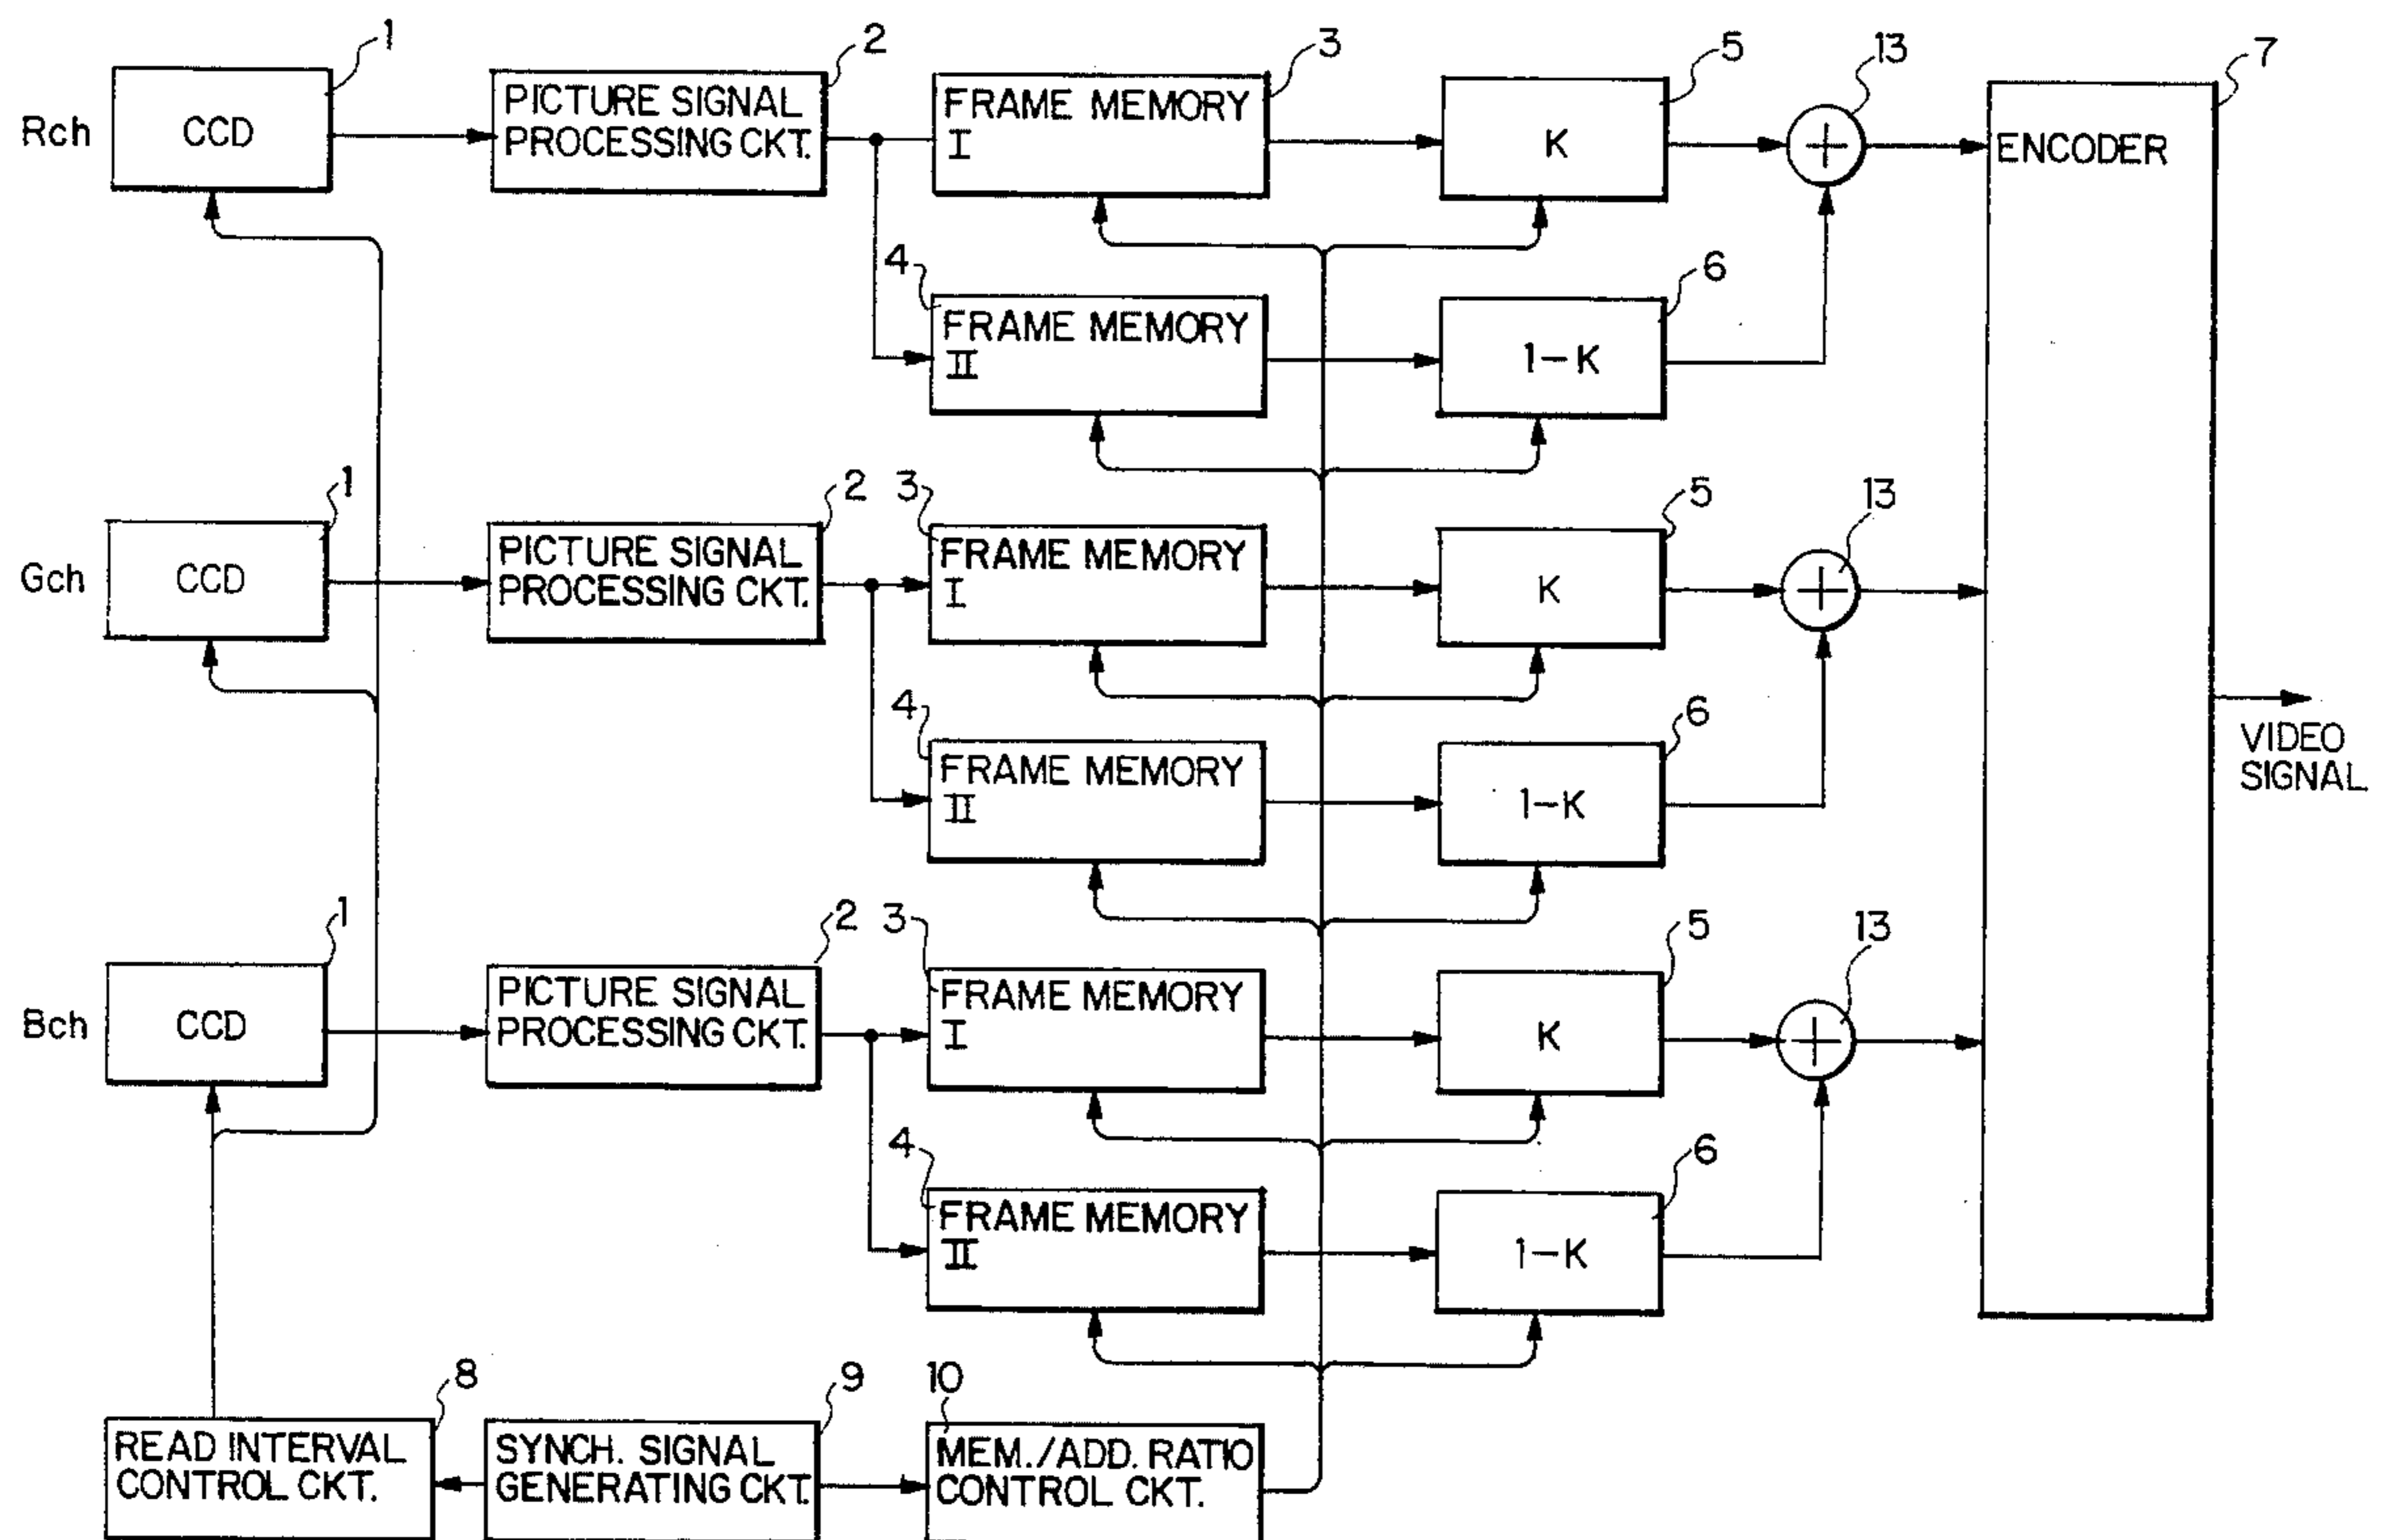 1
2
3
5
13
7
Rch
CCD
PICTURE SIGNAL
PROCESSING CKT.
FRAME MEMORY
I
K
+
ENCODER
4
6
FRAME MEMORY
II
1-K
1
2
3
5
13
Gch
CCD
PICTURE SIGNAL
PROCESSING CKT.
FRAME MEMORY
I
K
+
4
6
VIDEO
SIGNAL
FRAME MEMORY
II
1-K
1
2
3
5
13
Bch
CCD
PICTURE SIGNAL
PROCESSING CKT.
FRAME MEMORY
I
K
+
4
6
FRAME MEMORY
II
1-K
8
9
10
READ INTERVAL
CONTROL CKT.
SYNCH. SIGNAL
GENERATING CKT.
MEM./ADD. RATIO
CONTROL CKT.